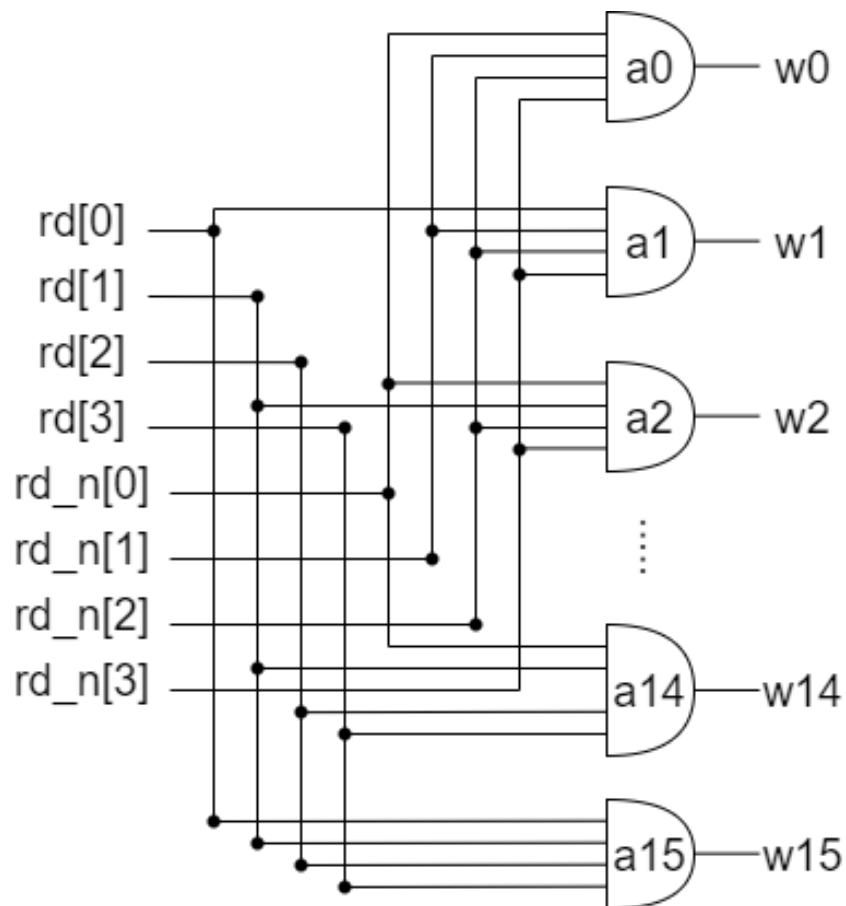 a0 w0
rd[0]
a1 w1
rd[1]
rd[2]
rd[3]
a2 w2
rd_n[0]
rd_n[1]
rd_n[2]
rd_n[3]
a14 w14
a15 w15